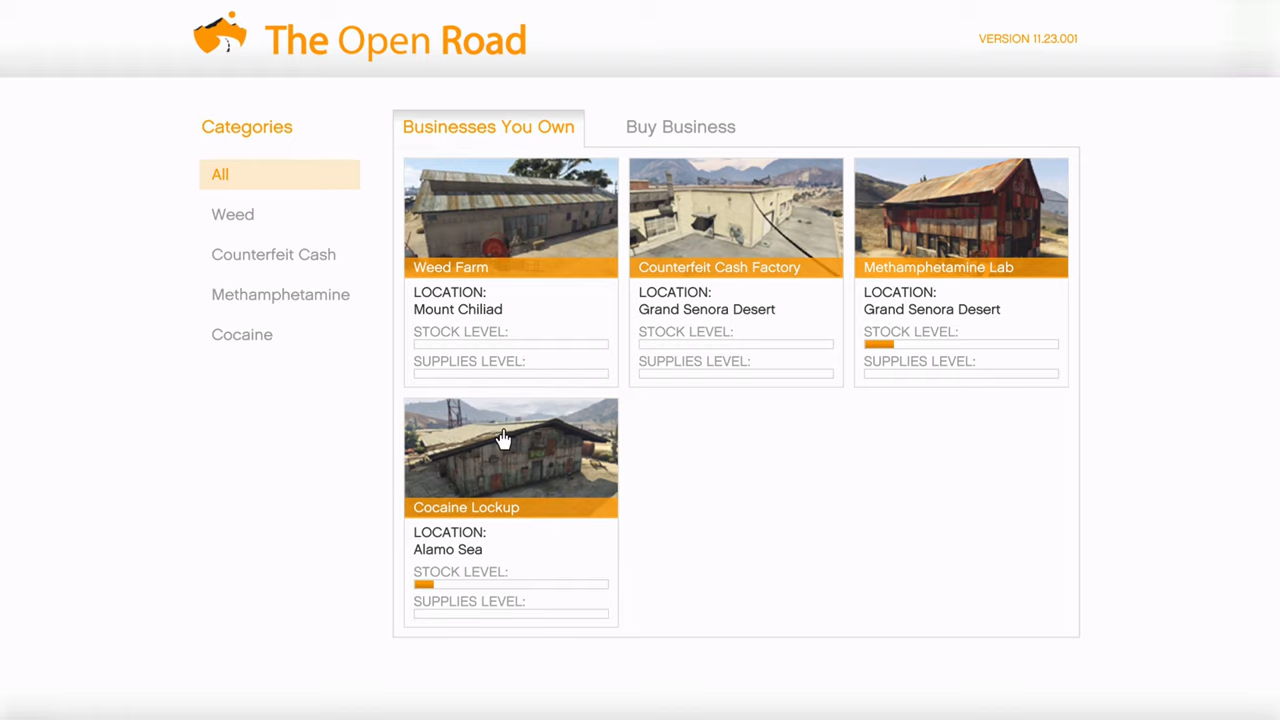 The Open Road
VERSION 11.23.001
Categories
All
Weed
Counterfeit Cash
Methamphetamine
Cocaine
Businesses You Own
Buy Business
Weed Farm
LOCATION:
Mount Chiliad
STOCK LEVEL:
SUPPLIES LEVEL:
Counterfeit Cash Factory
LOCATION:
Grand Senora Desert
STOCK LEVEL:
SUPPLIES LEVEL:
Methamphetamine Lab
LOCATION:
Grand Senora Desert
STOCK LEVEL:
SUPPLIES LEVEL:
Cocaine Lockup
LOCATION:
Alamo Sea
STOCK LEVEL:
SUPPLIES LEVEL: